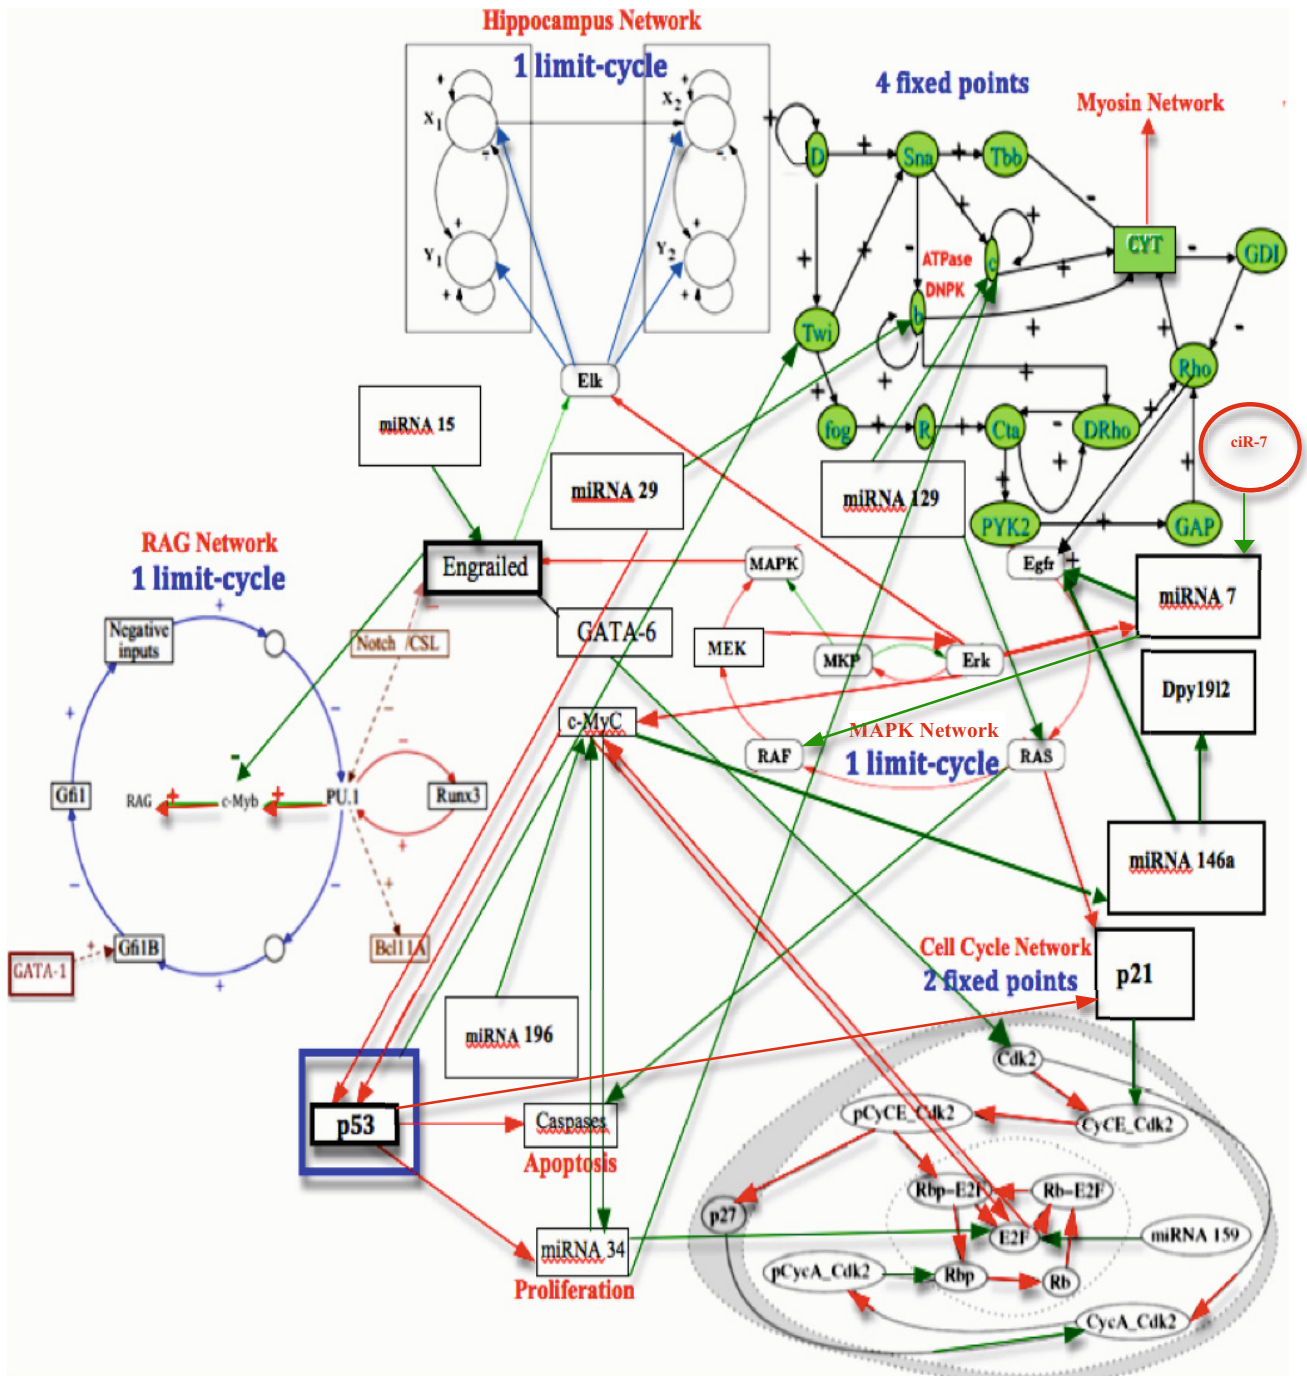 Hippocampus Network
1 limit-cycle
4 fixed points
Myosin Network
+
+
X1
X2
-
-
+
+
Y1
Y2
+
+
+
D
+
Sna
+
Tbb
-
+
+
+
+
-
ATPase
DNPK
c
+
CYT
-
GDI
b
+
+
-
Twi
+
+
+
Rho
+
fog
+
R
+
Cta
-
DRho
+
+
+
+
PYK2
+
GAP
ciR-7
Elk
miRNA 15
miRNA 29
miRNA 129
RAG Network
1 limit-cycle
Engrailed
MAPK
Egfr
+
miRNA 7
GATA-6
MEK
MKP
Erk
Dpy19l2
+
Negative
inputs
Notch /CSL
-
-
-
+
c-MyC
RAF
MAPK Network
1 limit-cycle
RAS
-
-
Gfi1
RAG
+
c-Myb
+
PU.1
Runx3
+
miRNA 146a
-
-
+
GATA-1
+
Gfi1B
Bcl11A
+
Cell Cycle Network
2 fixed points
p21
miRNA 196
Cdk2
p53
Caspases
Apoptosis
pCyCE_Cdk2
CyCE_Cdk2
Rbp-E2F
Rb-E2F
p27
E2F
miRNA 159
miRNA 34
Proliferation
pCycA_Cdk2
Rbp
Rb
CycA_Cdk2